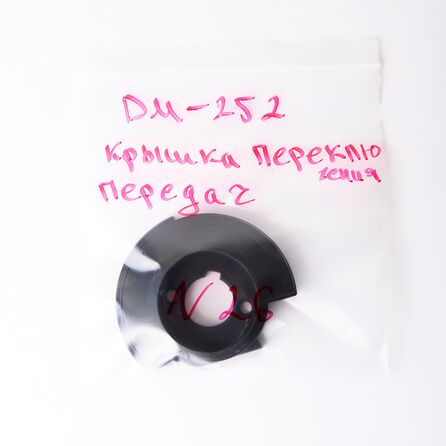 DM-252
Крышка переклю
чения
передач
N 26